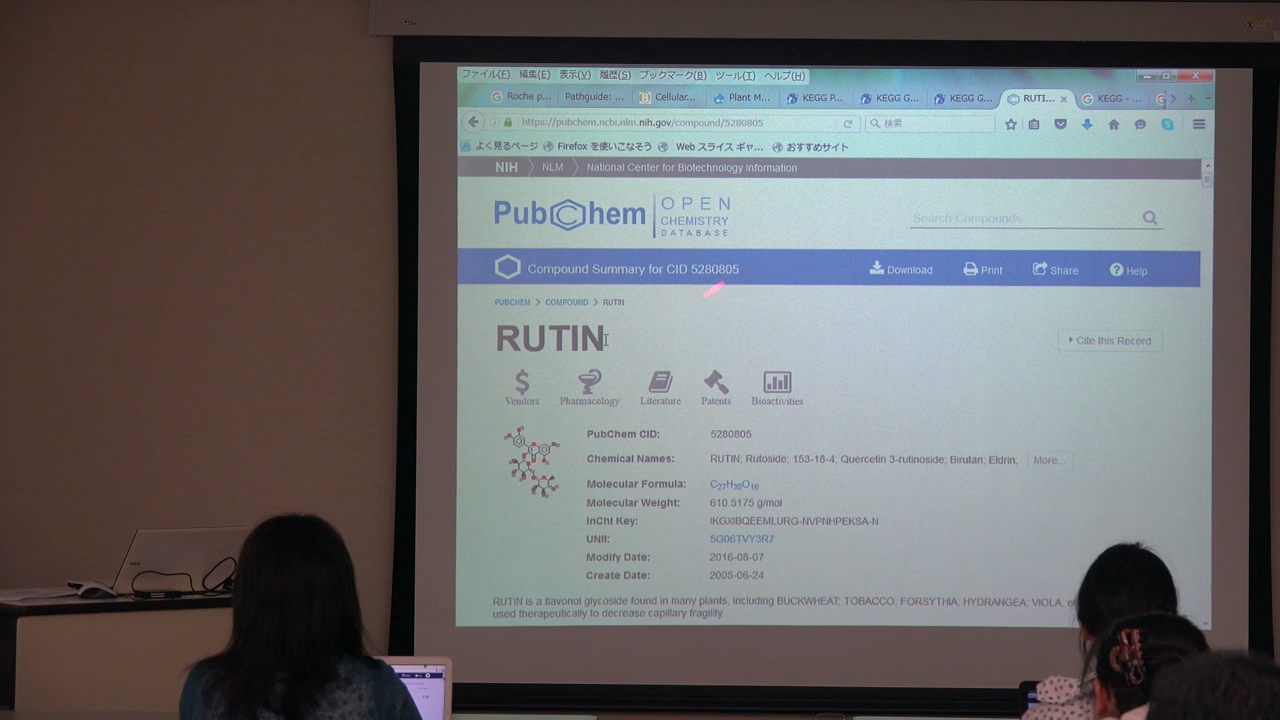 ファイル(F) 編集(E) 表示(V) 履歴(S) ブックマーク(B) ツール(T) ヘルプ(H)
Roche p... Pathguide: ... Cellular... Plant M... KEGG P... KEGG G... KEGG G... RUTI... KEGG - ...
https://pubchem.ncbi.nlm.nih.gov/compound/5280805 検索
よく見るページ Firefox を使いこなそう Web スライス ギャ... おすすめサイト
NIH NLM National Center for Biotechnology Information
PubChem OPEN
CHEMISTRY
DATABASE
Search Compounds
Compound Summary for CID 5280805 Download Print Share Help
PUBCHEM > COMPOUND > RUTIN
RUTIN
Cite this Record
Vendors Pharmacology Literature Patents Bioactivities
PubChem CID: 5280805
Chemical Names: RUTIN; Rutoside; 153-18-4; Quercetin 3-rutinoside; Birutan; Eldrin; More...
Molecular Formula: C27H30O16
Molecular Weight: 610.5175 g/mol
InChI Key: IKGXIBQEEMLURG-NVPNHPEKSA-N
UNII: 5G06TVY3R7
Modify Date: 2016-08-07
Create Date: 2005-06-24
RUTIN is a flavonol glycoside found in many plants, including BUCKWHEAT; TOBACCO; FORSYTHIA; HYDRANGEA; VIOLA,
used therapeutically to decrease capillary fragility.
NEC